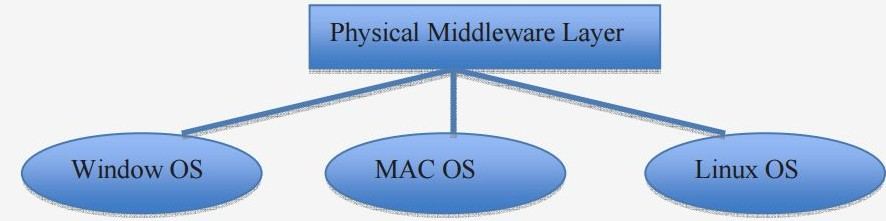 Physical Middleware Layer
Window OS
MAC OS
Linux OS